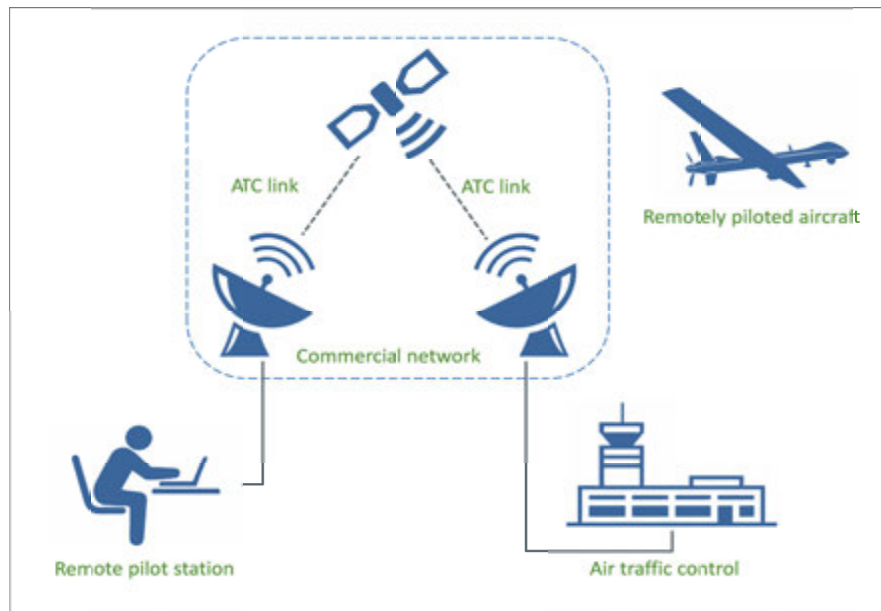 ATC link
ATC link
Remotely piloted aircraft
Commercial network
Remote pilot station
Air traffic control